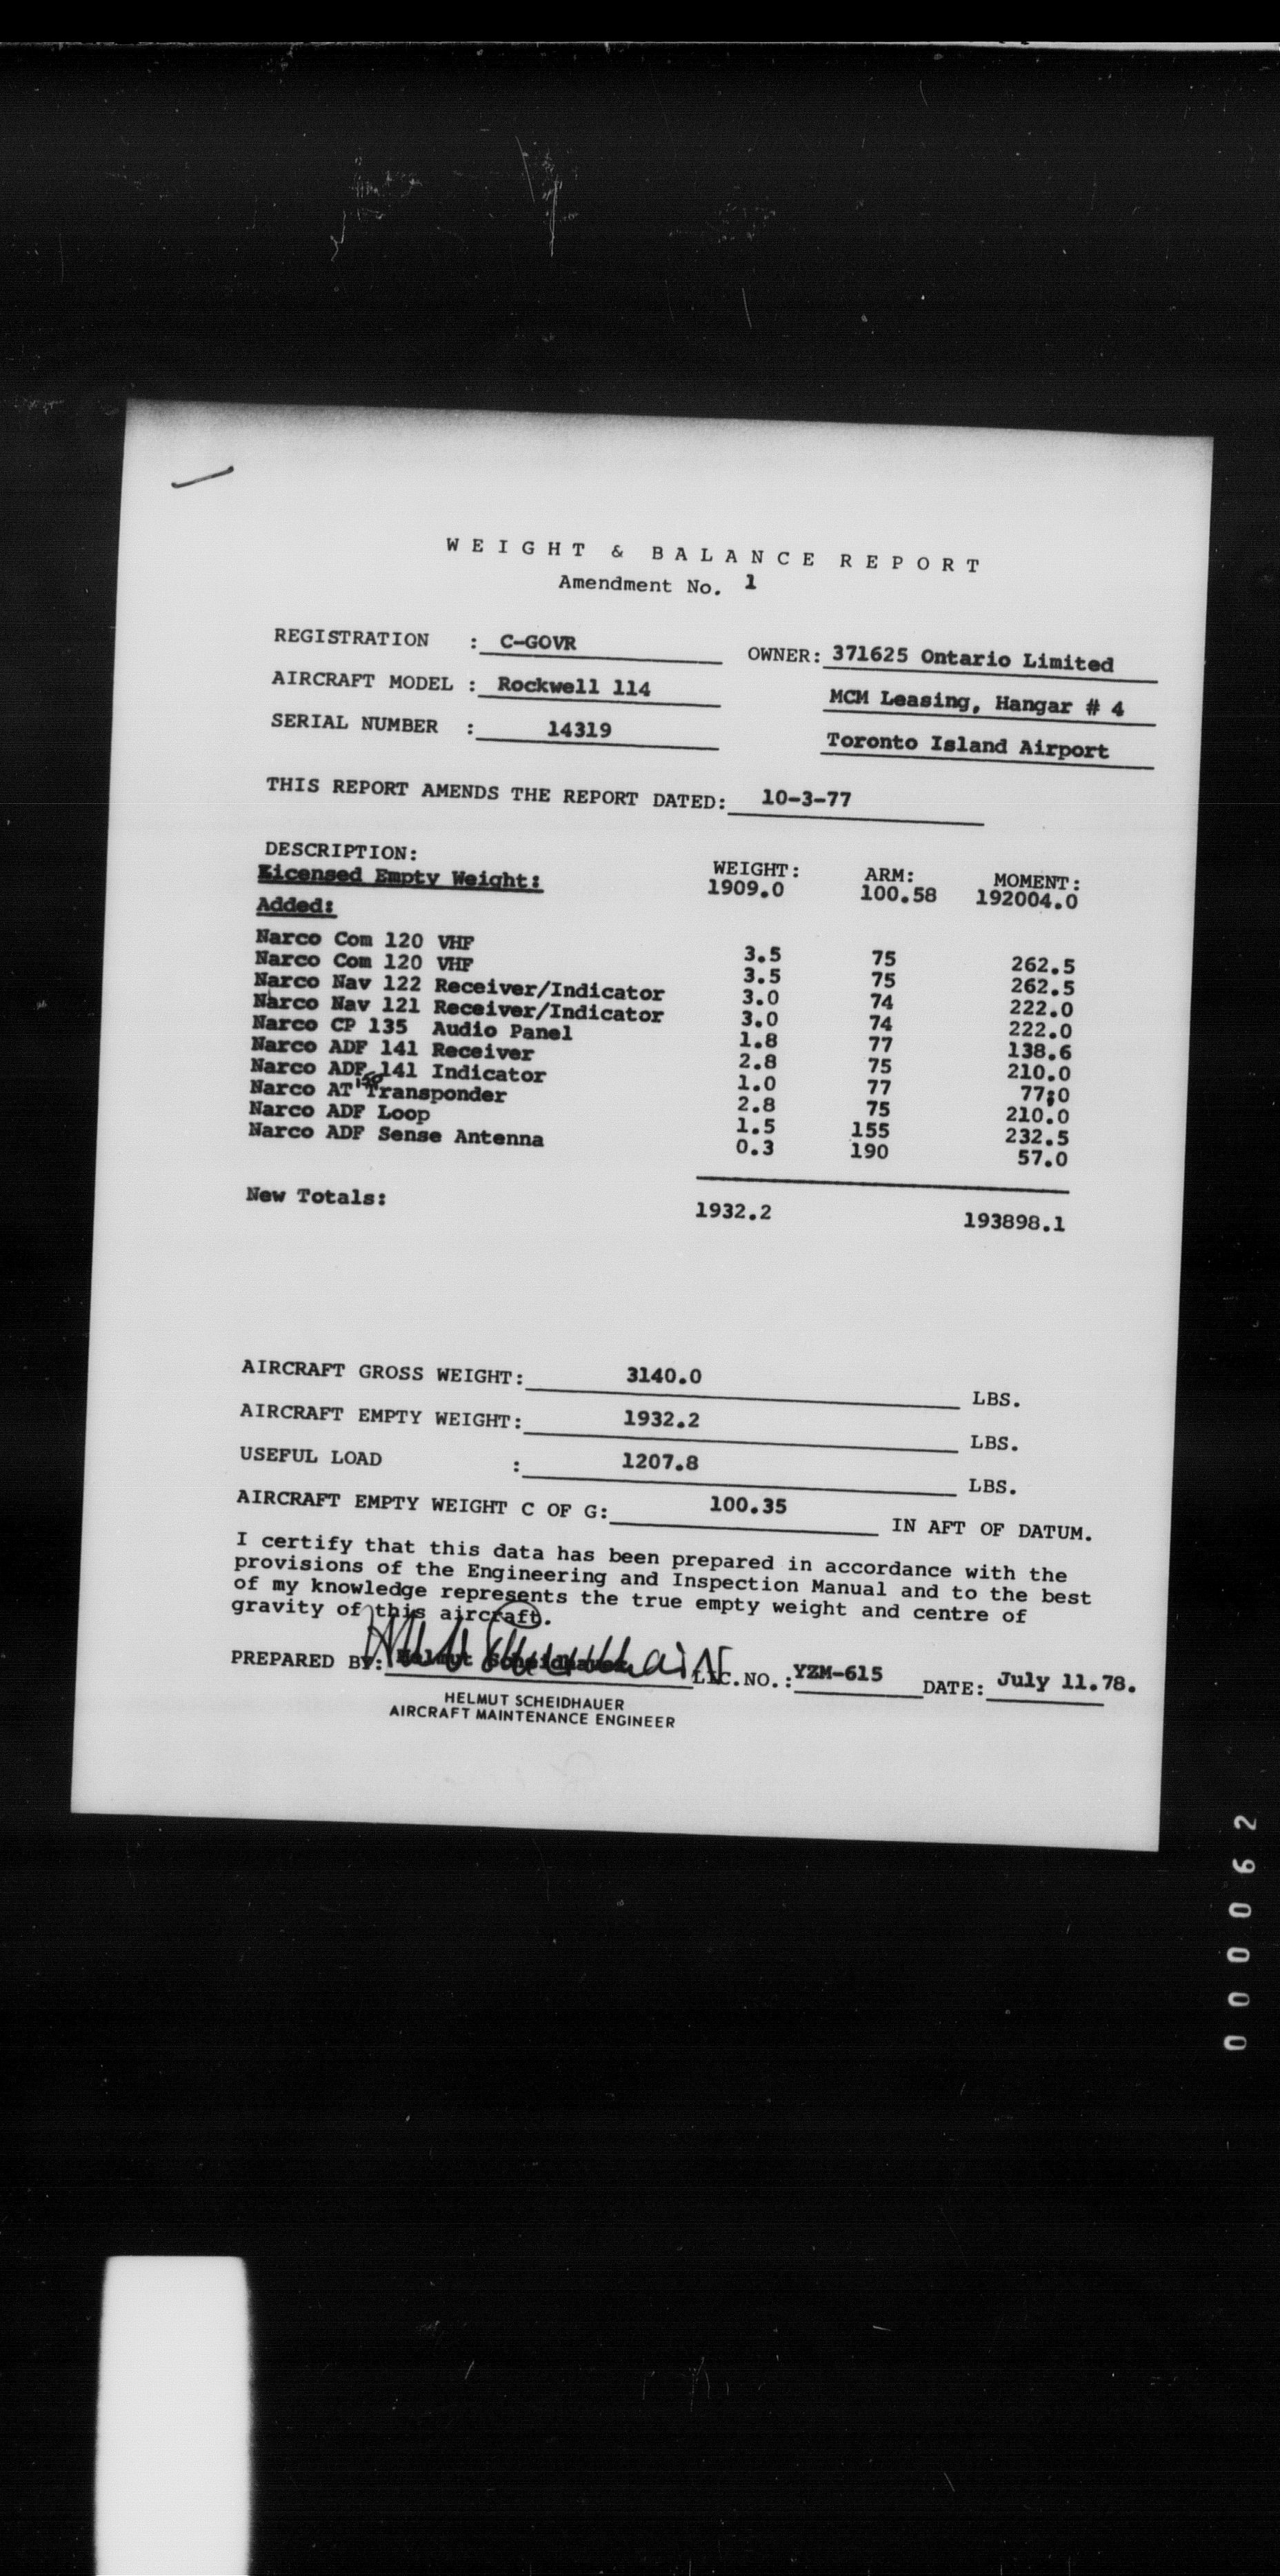 WEIGHT & BALANCE REPORT
Amendment No. 1
REGISTRATION : C-GOVR
OWNER: 371625 Ontario Limited
AIRCRAFT MODEL : Rockwell 114
MCM Leasing, Hangar # 4
SERIAL NUMBER : 14319
Toronto Island Airport
THIS REPORT AMENDS THE REPORT DATED: 10-3-77
DESCRIPTION: WEIGHT: ARM: MOMENT:
Licensed Empty Weight: 1909.0 100.58 192004.0
Added:
Narco Com 120 VHF 3.5 75 262.5
Narco Com 120 VHF 3.5 75 262.5
Narco Nav 122 Receiver/Indicator 3.0 74 222.0
Narco Nav 121 Receiver/Indicator 3.0 74 222.0
Narco CP 135 Audio Panel 1.8 77 138.6
Narco ADF 141 Receiver 2.8 75 210.0
Narco ADF 141 Indicator 1.0 77 77.0
Narco AT 150 Transponder 2.8 75 210.0
Narco ADF Loop 1.5 155 232.5
Narco ADF Sense Antenna 0.3 190 57.0
New Totals: 1932.2 193898.1
AIRCRAFT GROSS WEIGHT: 3140.0 LBS.
AIRCRAFT EMPTY WEIGHT: 1932.2 LBS.
USEFUL LOAD : 1207.8 LBS.
AIRCRAFT EMPTY WEIGHT C OF G: 100.35 IN AFT OF DATUM.
I certify that this data has been prepared in accordance with the
provisions of the Engineering and Inspection Manual and to the best
of my knowledge represents the true empty weight and centre of
gravity of this aircraft.
PREPARED BY: Helmut Scheidhauer LIC.NO.: YZM-615 DATE: July 11.78.
HELMUT SCHEIDHAUER
AIRCRAFT MAINTENANCE ENGINEER
000062